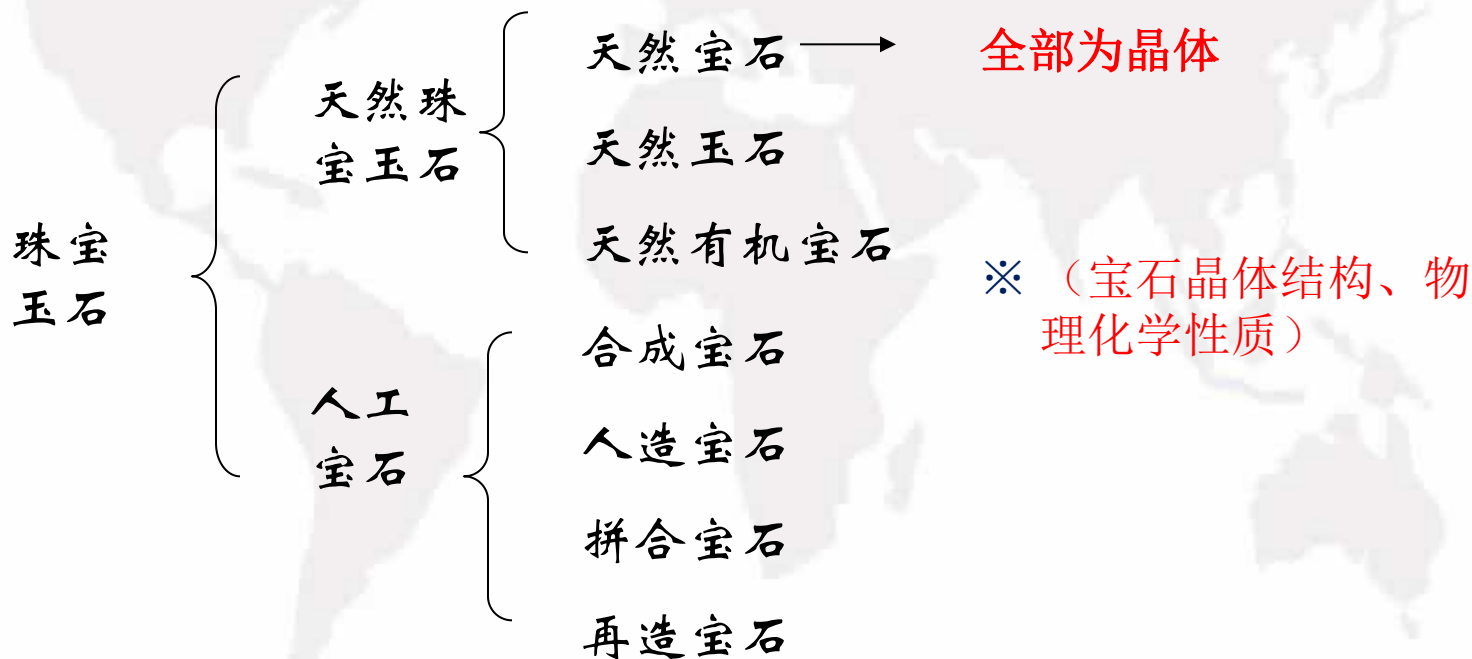 珠宝
玉石
天然珠
宝玉石
人工
宝石
天然宝石
全部为晶体
天然玉石
天然有机宝石
※ （宝石晶体结构、物
理化学性质）
合成宝石
人造宝石
拼合宝石
再造宝石